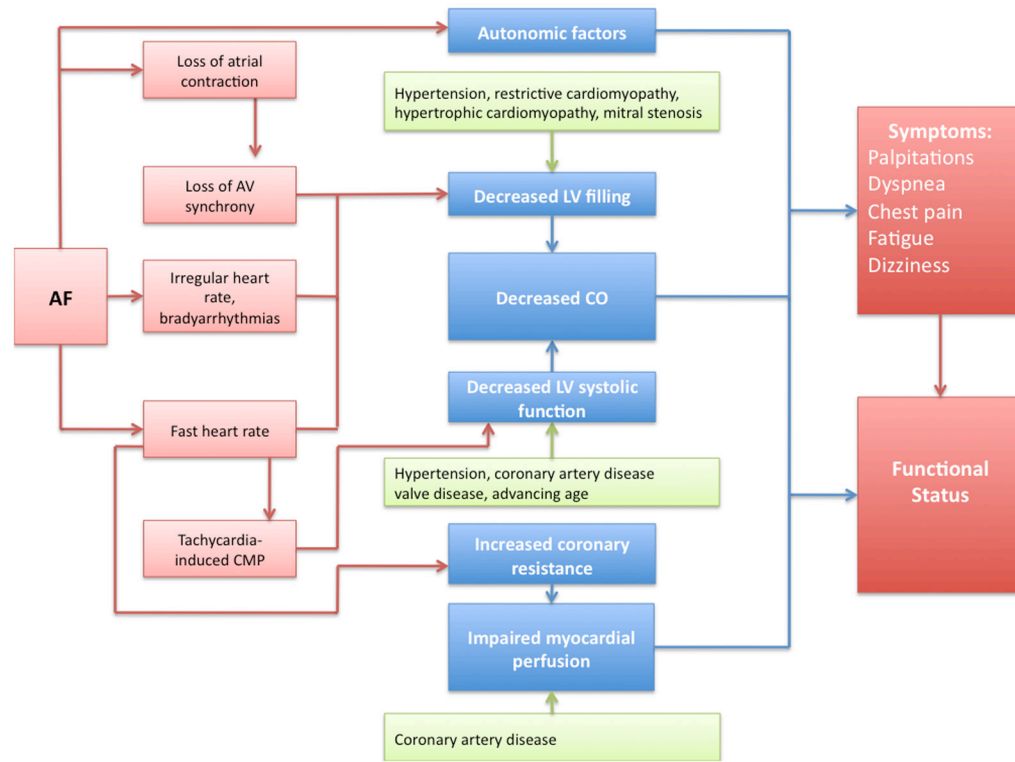 Autonomic factors
Loss of atrial
contraction
Hypertension, restrictive cardiomyopathy,
hypertrophic cardiomyopathy, mitral stenosis
Symptoms:
Palpitations
Dyspnea
Chest pain
Fatigue
Dizziness
Loss of AV
synchrony
Decreased LV filling
AF
Irregular heart
rate,
bradyarrhythmias
Decreased CO
Decreased LV systolic
function
Fast heart rate
Hypertension, coronary artery disease
valve disease, advancing age
Functional
Status
Tachycardia-
induced CMP
Increased coronary
resistance
Impaired myocardial
perfusion
Coronary artery disease